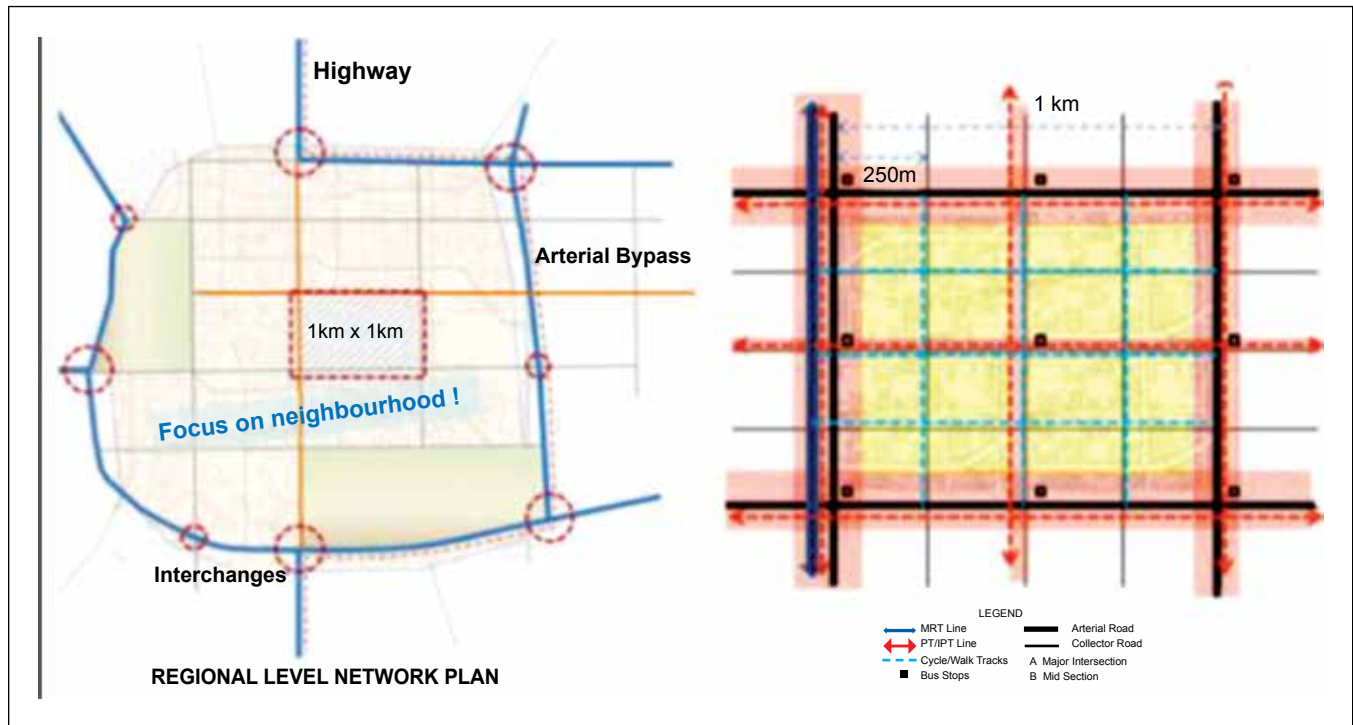 Highway
Arterial Bypass
1km x 1km
Focus on neighbourhood !
Interchanges
REGIONAL LEVEL NETWORK PLAN
1 km
250m
LEGEND
MRT Line
PT/IPT Line
Cycle/Walk Tracks
Bus Stops
Arterial Road
Collector Road
A Major Intersection
B Mid Section